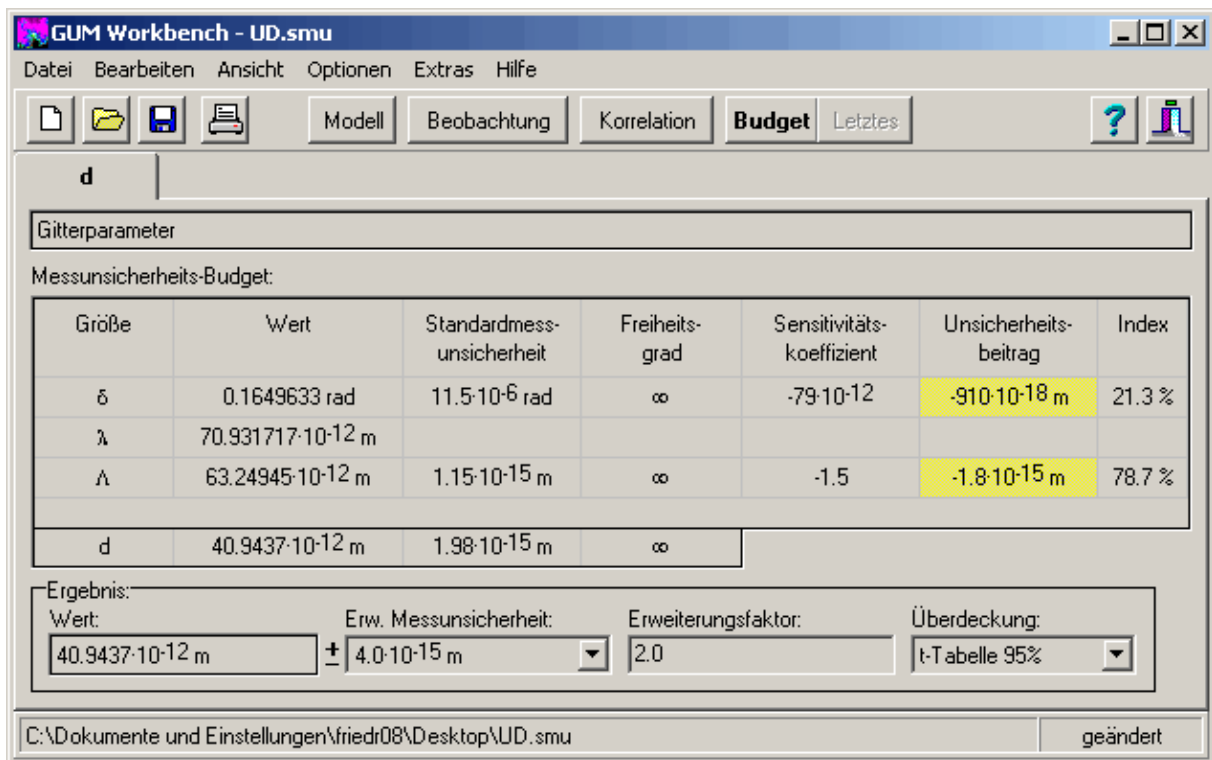 GUM Workbench - UD.smu
Datei Bearbeiten Ansicht Optionen Extras Hilfe
Modell Beobachtung Korrelation Budget Letztes
d
Gitterparameter
Messunsicherheits-Budget:
Größe Wert Standardmess-unsicherheit Freiheits-grad Sensitivitäts-koeffizient Unsicherheits-beitrag Index
δ 0.1649633 rad 11.5·10-6 rad ∞ -79·10-12 -910·10-18 m 21.3 %
λ 70.931717·10-12 m
Λ 63.24945·10-12 m 1.15·10-15 m ∞ -1.5 -1.8·10-15 m 78.7 %
d 40.9437·10-12 m 1.98·10-15 m ∞
Ergebnis:
Wert: Erw. Messunsicherheit: Erweiterungsfaktor: Überdeckung:
40.9437·10-12 m ± 4.0·10-15 m 2.0 t-Tabelle 95%
C:\Dokumente und Einstellungen\friedr08\Desktop\UD.smu geändert